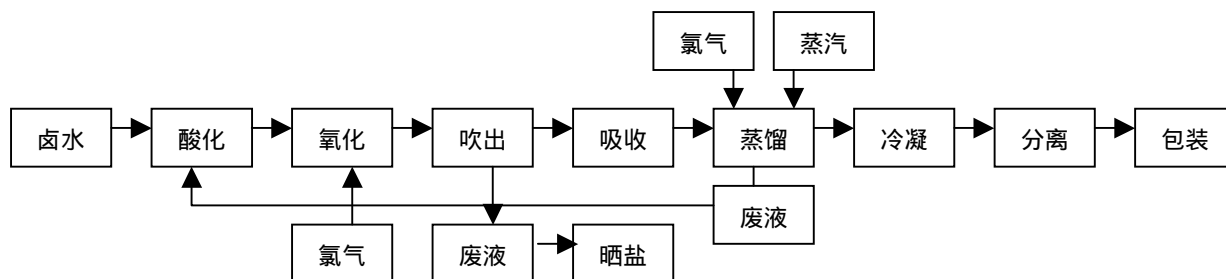 氯气
蒸汽
卤水
酸化
氧化
吹出
吸收
蒸馏
冷凝
分离
包装
废液
氯气
废液
晒盐